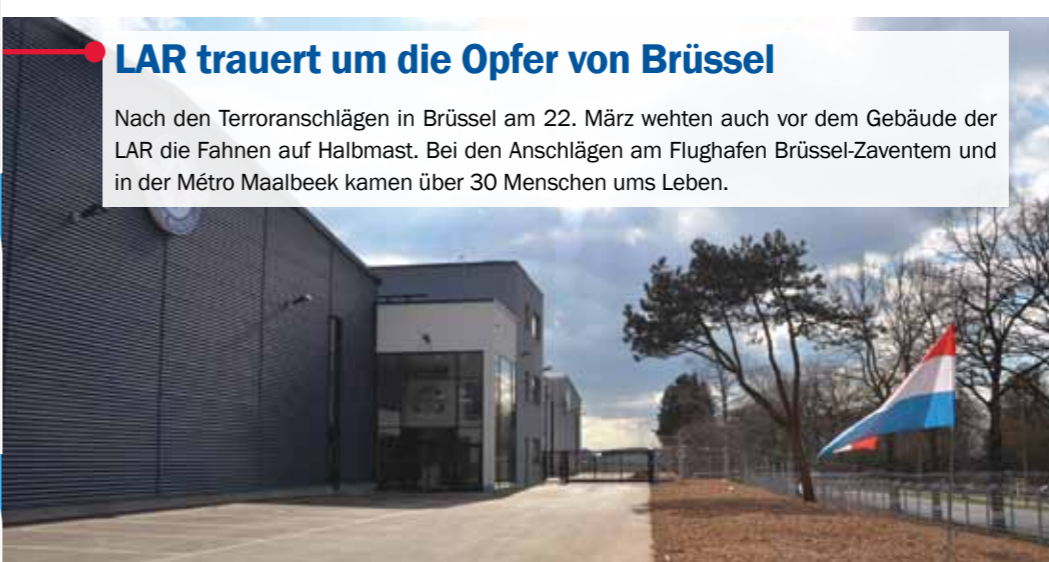 LAR trauert um die Opfer von Brüssel
Nach den Terroranschlägen in Brüssel am 22. März wehten auch vor dem Gebäude der
LAR die Fahnen auf Halbmast. Bei den Anschlägen am Flughafen Brüssel-Zaventem und
in der Métro Maalbeek kamen über 30 Menschen ums Leben.